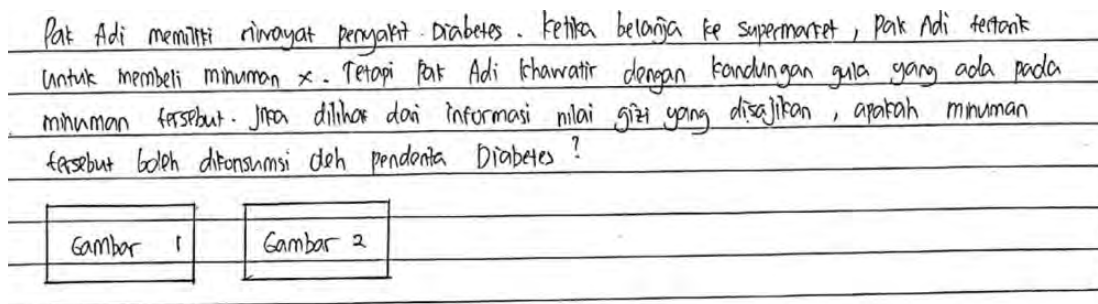 Pak Adi memiliki riwayat penyakit Diabetes. Ketika belanja ke supermarket, Pak Adi tertarik
untuk membeli minuman x. Tetapi Pak Adi khawatir dengan kandungan gula yang ada pada
minuman tersebut. Jika dilihat dari informasi nilai gizi yang disajikan, apakah minuman
tersebut boleh dikonsumsi oleh penderita Diabetes?
Gambar 1 Gambar 2